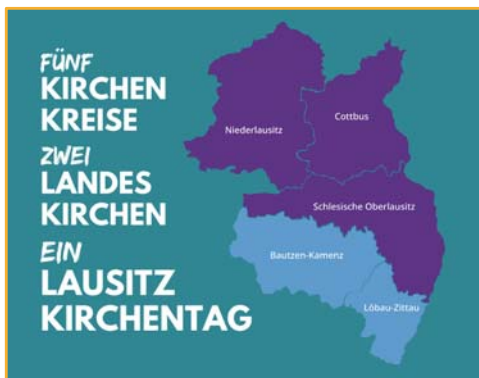 FÜNF
KIRCHEN
KREISE
ZWEI
LANDES
KIRCHEN
EIN
LAUSITZ
KIRCHENTAG
Niederlausitz
Cottbus
Schlesische Oberlausitz
Bautzen-Kamenz
Löbau-Zittau